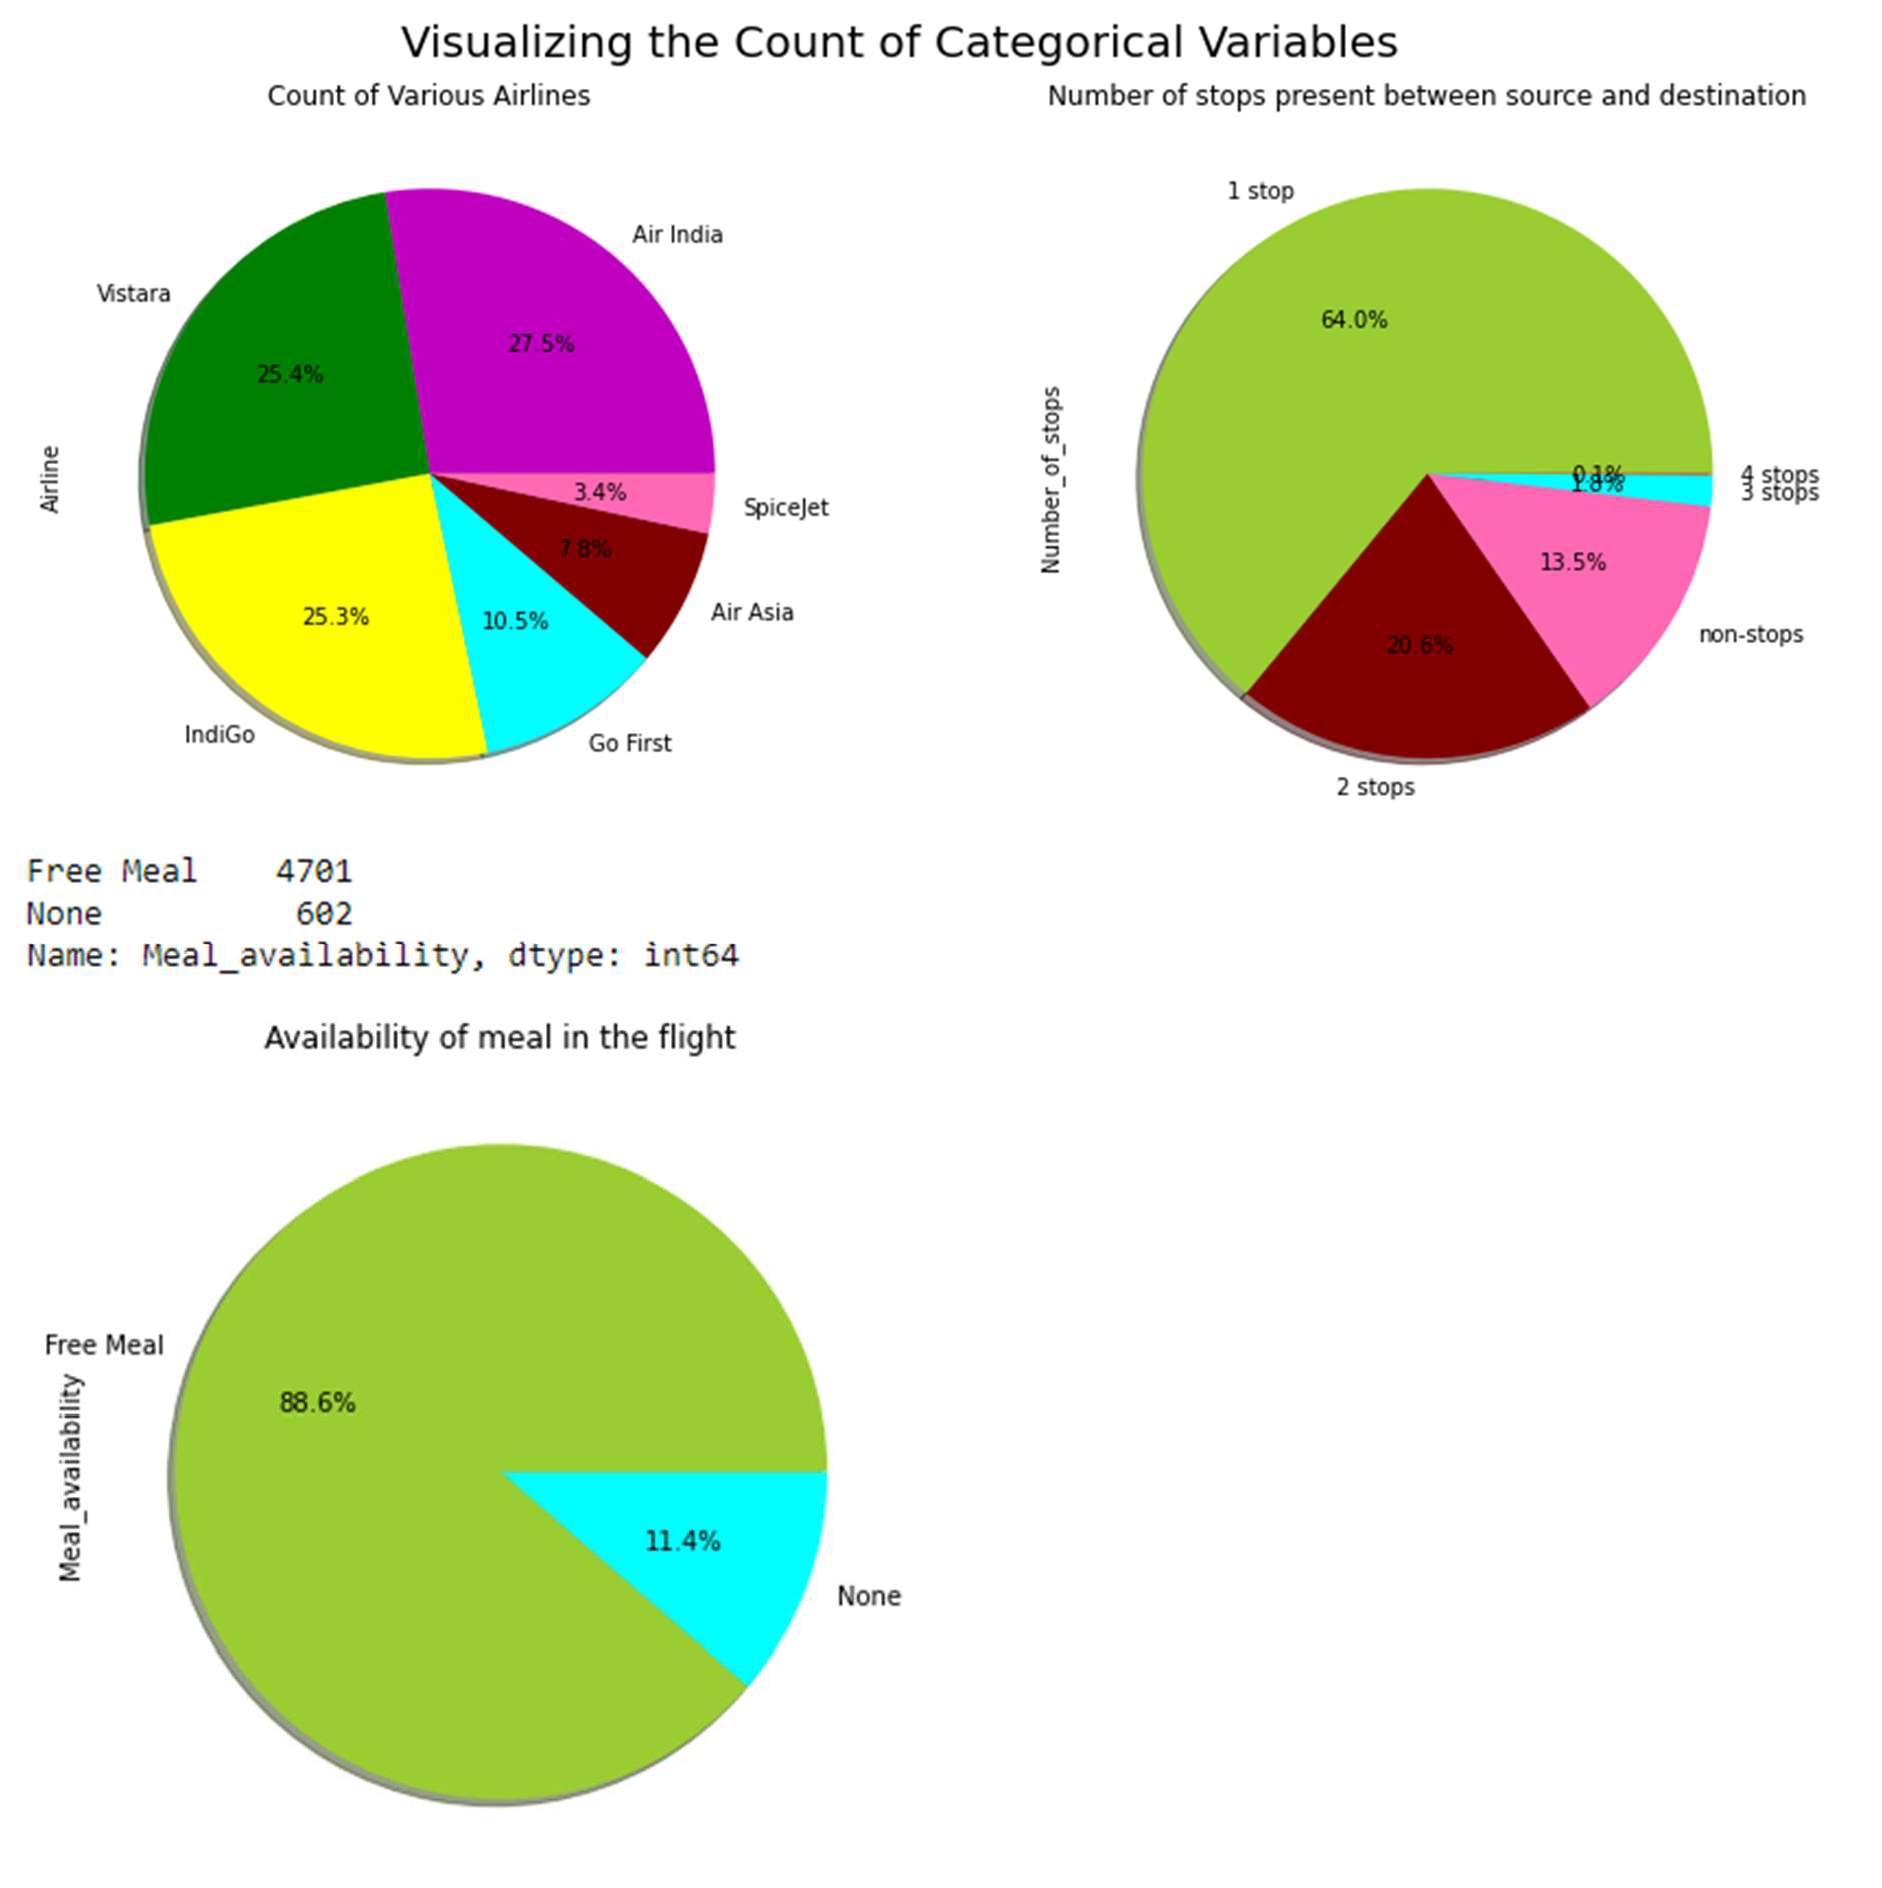 Visualizing the Count of Categorical Variables
Count of Various Airlines
Airline
Air India
27.5%
Vistara
25.4%
IndiGo
25.3%
Go First
10.5%
Air Asia
7.8%
SpiceJet
3.4%
Number of stops present between source and destination
Number_of_stops
1 stop
64.0%
2 stops
20.6%
non-stops
13.5%
3 stops
1.8%
4 stops
0.1%
Free Meal    4701
None          602
Name: Meal_availability, dtype: int64
Availability of meal in the flight
Meal_availability
Free Meal
88.6%
None
11.4%